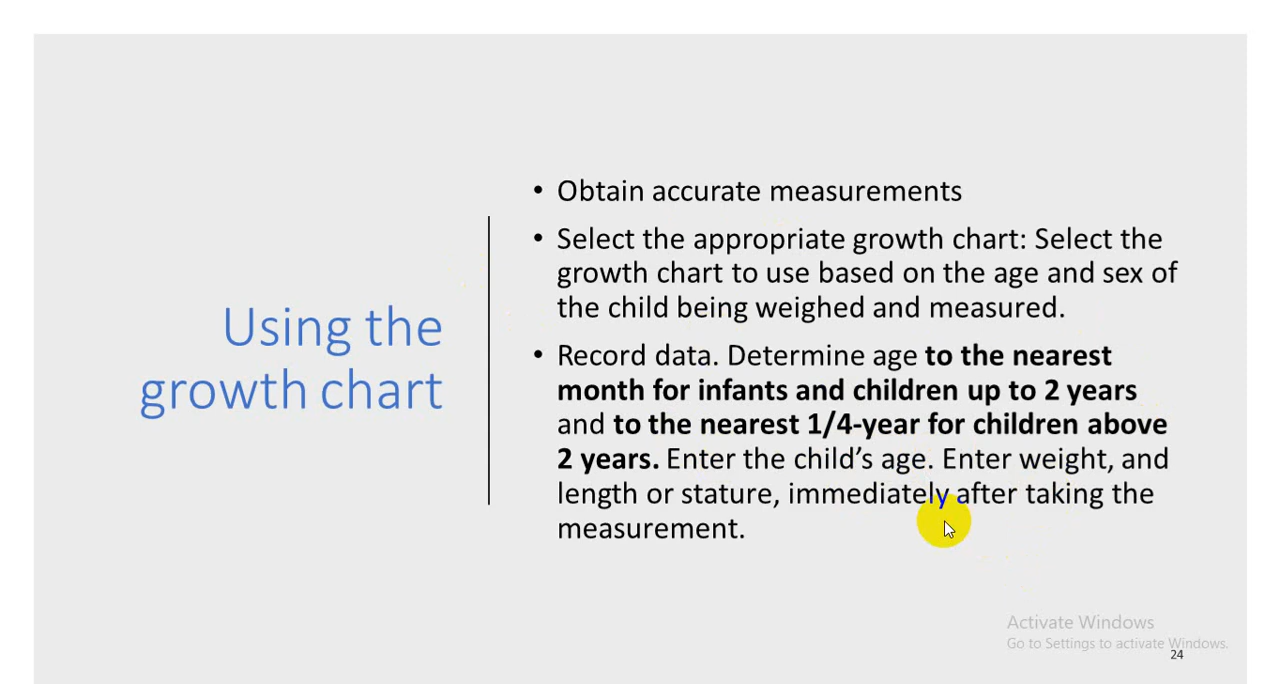 Using the
growth chart
• Obtain accurate measurements
• Select the appropriate growth chart: Select the
growth chart to use based on the age and sex of
the child being weighed and measured.
• Record data. Determine age to the nearest
month for infants and children up to 2 years
and to the nearest 1/4-year for children above
2 years. Enter the child’s age. Enter weight, and
length or stature, immediately after taking the
measurement.
Activate Windows
Go to Settings to activate Windows.
24